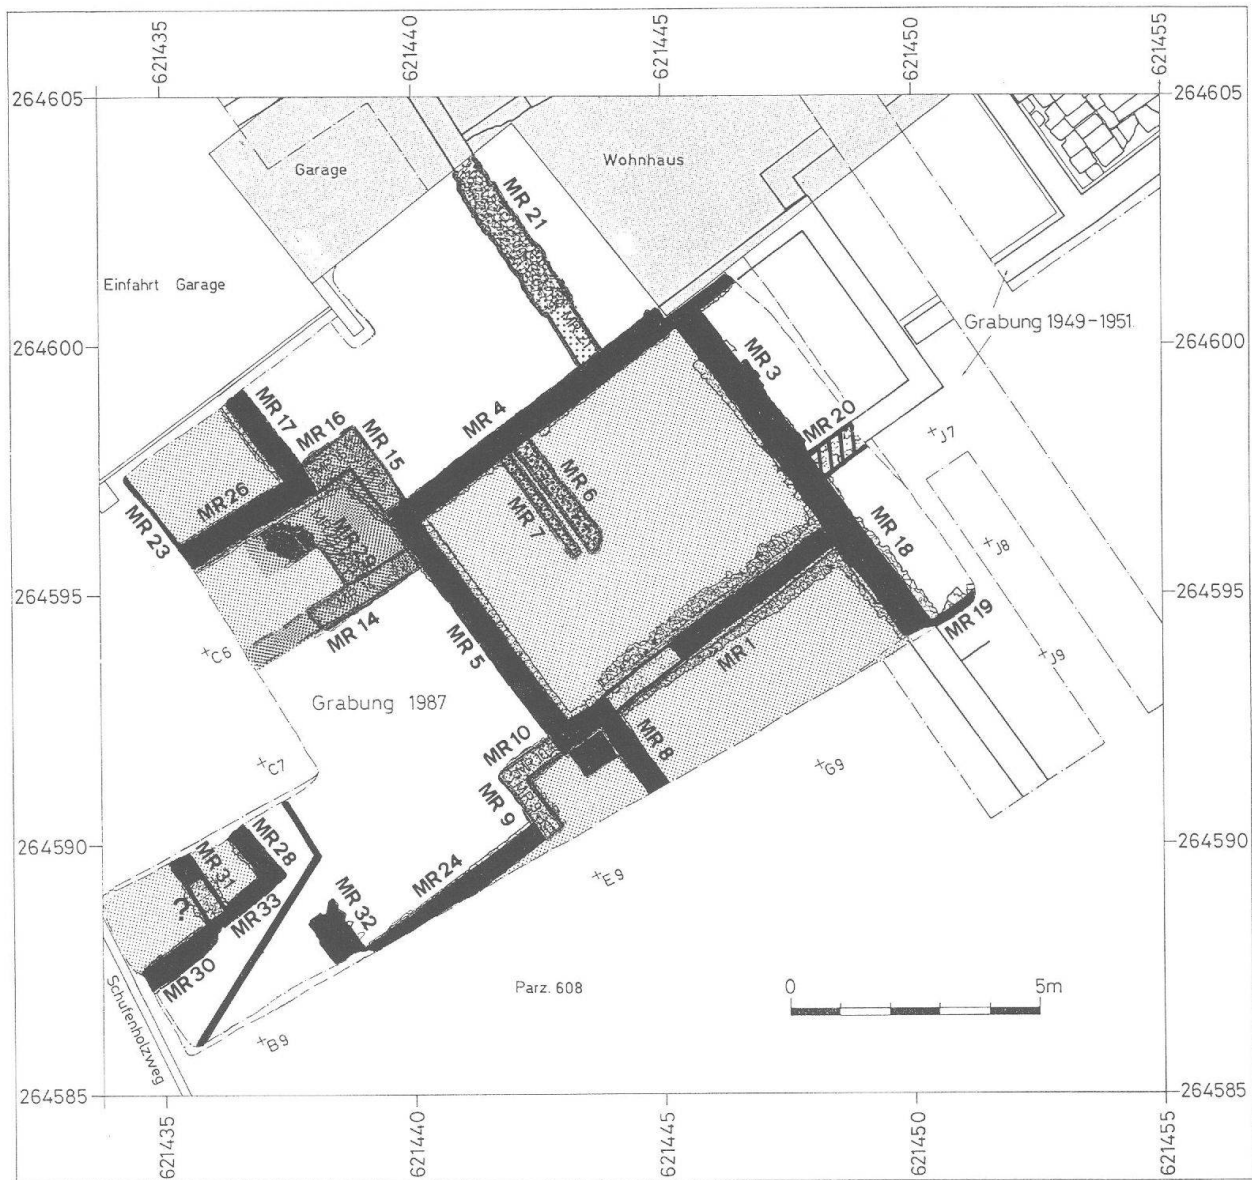 621435
621440
621445
621450
621455
264605
264605
Garage
Wohnhaus
MR 21
Einfahrt Garage
Grabung 1949-1951
264600
264600
MR 3
MR 17
MR 16
MR 15
MR 4
MR 20
J7
MR 26
MR 6
MR 7
MR 23
MR 29
MR 18
J8
264595
264595
MR 14
MR 5
MR 1
MR 19
C6
J9
Grabung 1987
MR 10
MR 8
C7
G9
MR 9
264590
264590
MR 28
MR 31
MR 24
E9
?
MR 33
MR 32
MR 30
Parz. 608
0
5m
Schufenholzweg
B9
264585
264585
621435
621440
621445
621450
621455